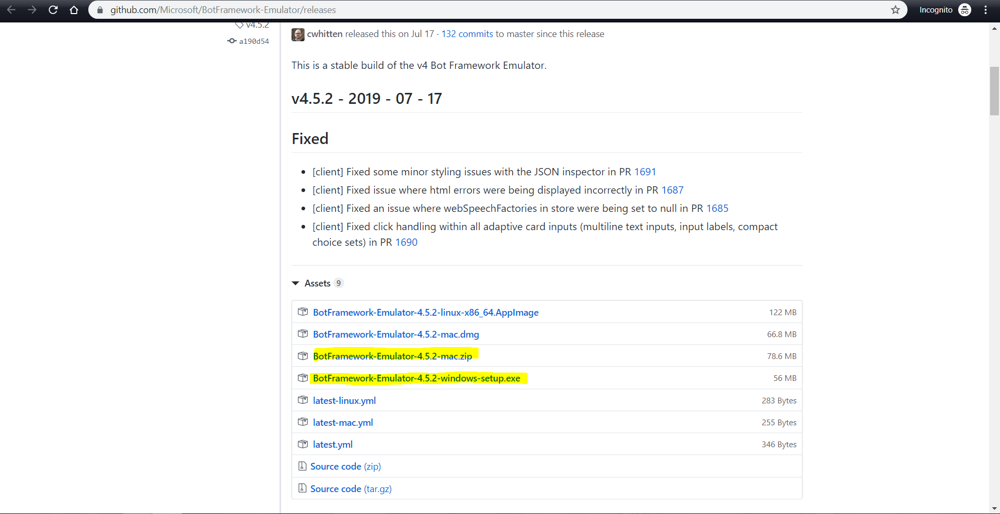 github.com/Microsoft/BotFramework-Emulator/releases
Incognito
v4.5.2
a190d54
cwhitten released this on Jul 17 · 132 commits to master since this release
This is a stable build of the v4 Bot Framework Emulator.
v4.5.2 - 2019 - 07 - 17
Fixed
• [client] Fixed some minor styling issues with the JSON inspector in PR 1691
• [client] Fixed issue where html errors were being displayed incorrectly in PR 1687
• [client] Fixed an issue where webSpeechFactories in store were being set to null in PR 1685
• [client] Fixed click handling within all adaptive card inputs (multiline text inputs, input labels, compact
choice sets) in PR 1690
Assets 9
BotFramework-Emulator-4.5.2-linux-x86_64.AppImage 122 MB
BotFramework-Emulator-4.5.2-mac.dmg 66.8 MB
BotFramework-Emulator-4.5.2-mac.zip 78.6 MB
BotFramework-Emulator-4.5.2-windows-setup.exe 56 MB
latest-linux.yml 283 Bytes
latest-mac.yml 255 Bytes
latest.yml 346 Bytes
Source code (zip)
Source code (tar.gz)